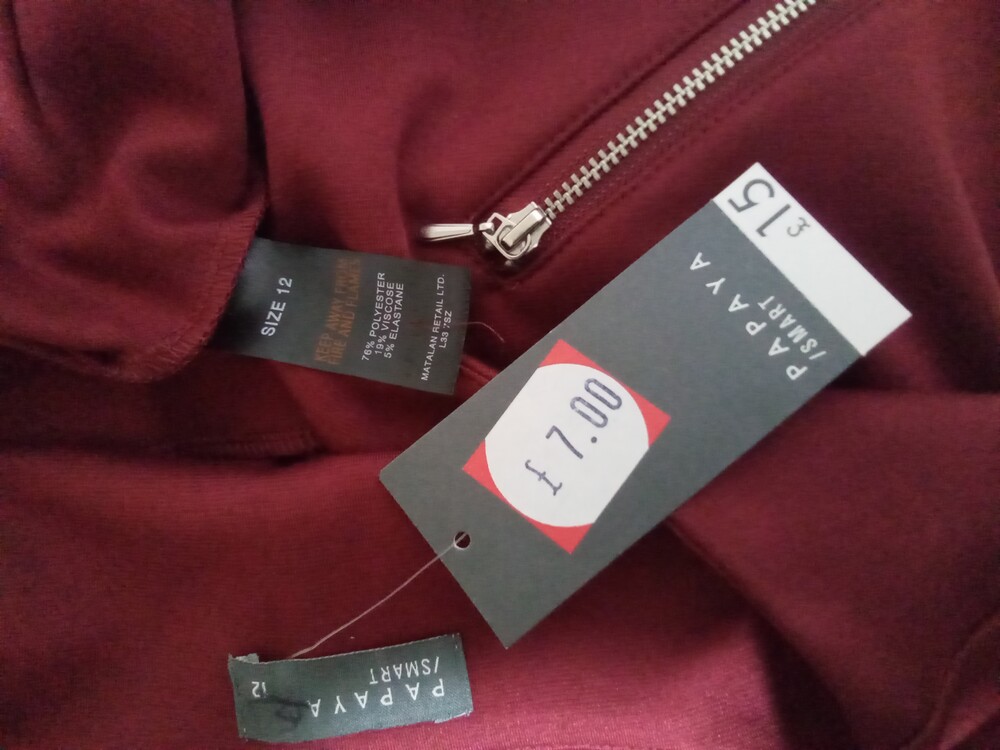 SIZE 12
KEEP AWAY FROM
FIRE AND FLAMES
76% POLYESTER
19% VISCOSE
5% ELASTANE
MATALAN RETAIL LTD.
L33 7SZ
£15
PAPAYA
/SMART
£ 7.00
PAPAYA
/SMART
12